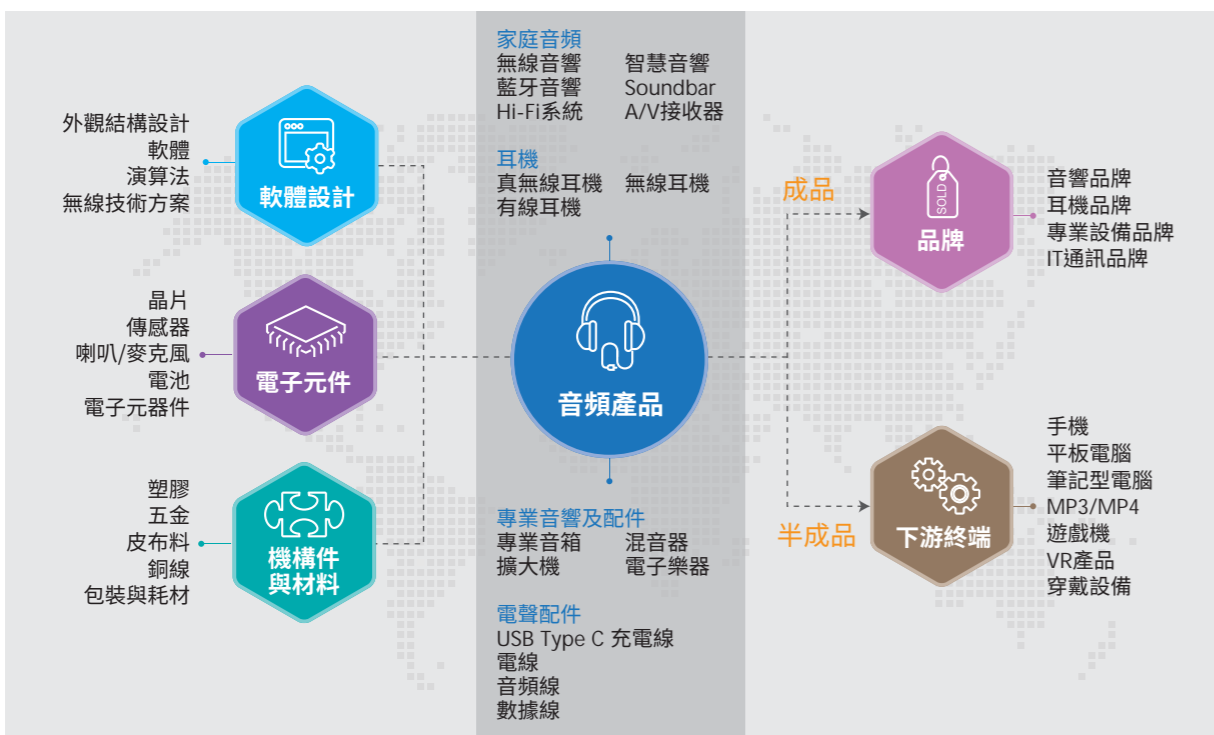 外觀結構設計
軟體
演算法
無線技術方案
軟體設計
晶片
傳感器
喇叭/麥克風
電池
電子元器件
電子元件
塑膠
五金
皮布料
銅線
包裝與耗材
機構件
與材料
家庭音頻
無線音響 智慧音響
藍牙音響 Soundbar
Hi-Fi系統 A/V接收器
耳機
真無線耳機 無線耳機
有線耳機
音頻產品
專業音響及配件
專業音箱 混音器
擴大機 電子樂器
電聲配件
USB Type C 充電線
電線
音頻線
數據線
成品
SOLD
品牌
音響品牌
耳機品牌
專業設備品牌
IT通訊品牌
半成品
下游終端
手機
平板電腦
筆記型電腦
MP3/MP4
遊戲機
VR產品
穿戴設備